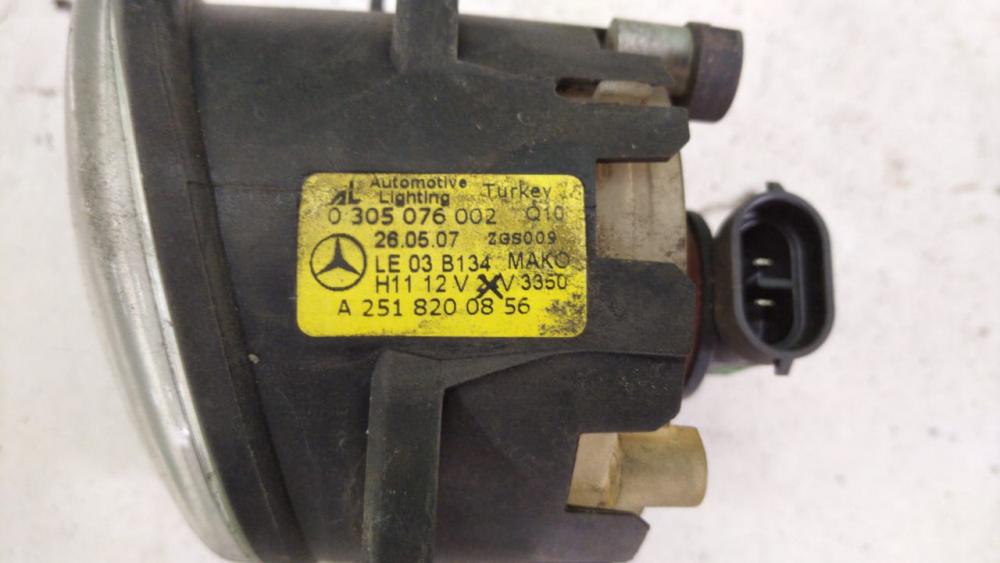 AL Automotive Lighting Turkey
0 305 076 002 Q10
26.05.07 ZGS009
LE 03 B134 MAKO
H11 12 V V 3350
A 251 820 08 56